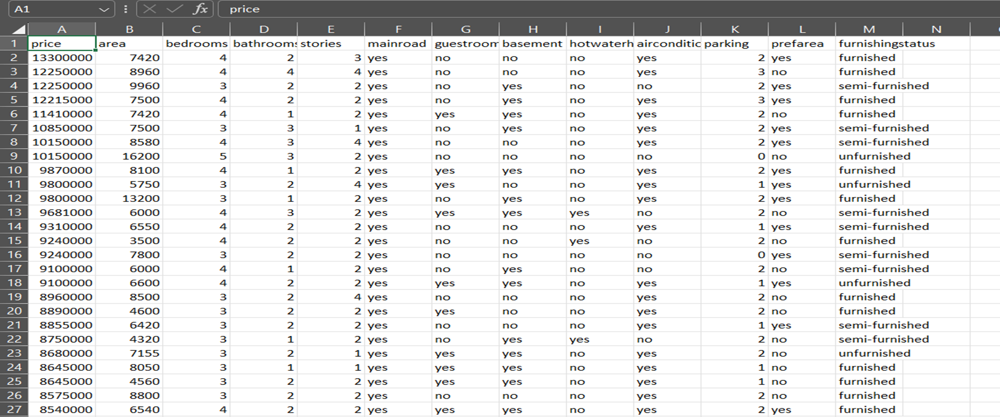 A1 fx price
A B C D E F G H I J K L M N
1 price area bedrooms bathrooms stories mainroad guestroom basement hotwaterh airconditic parking prefarea furnishingstatus
2 13300000 7420 4 2 3 yes no no no yes 2 yes furnished
3 12250000 8960 4 4 4 yes no no no yes 3 no furnished
4 12250000 9960 3 2 2 yes no yes no no 2 yes semi-furnished
5 12215000 7500 4 2 2 yes no yes no yes 3 yes furnished
6 11410000 7420 4 1 2 yes yes yes no yes 2 no furnished
7 10850000 7500 3 3 1 yes no yes no yes 2 yes semi-furnished
8 10150000 8580 4 3 4 yes no no no yes 2 yes semi-furnished
9 10150000 16200 5 3 2 yes no no no no 0 no unfurnished
10 9870000 8100 4 1 2 yes yes yes no yes 2 yes furnished
11 9800000 5750 3 2 4 yes yes no no yes 1 yes unfurnished
12 9800000 13200 3 1 2 yes no yes no yes 2 yes furnished
13 9681000 6000 4 3 2 yes yes yes yes no 2 no semi-furnished
14 9310000 6550 4 2 2 yes no no no yes 1 yes semi-furnished
15 9240000 3500 4 2 2 yes no no yes no 2 no furnished
16 9240000 7800 3 2 2 yes no no no no 0 yes semi-furnished
17 9100000 6000 4 1 2 yes no yes no no 2 no semi-furnished
18 9100000 6600 4 2 2 yes yes yes no yes 1 yes unfurnished
19 8960000 8500 3 2 4 yes no no no yes 2 no furnished
20 8890000 4600 3 2 2 yes yes no no yes 2 no furnished
21 8855000 6420 3 2 2 yes no no no yes 1 yes semi-furnished
22 8750000 4320 3 1 2 yes no yes yes no 2 no semi-furnished
23 8680000 7155 3 2 1 yes yes yes no yes 2 no unfurnished
24 8645000 8050 3 1 1 yes yes yes no yes 1 no furnished
25 8645000 4560 3 2 2 yes yes yes no yes 1 no furnished
26 8575000 8800 3 2 2 yes no no no yes 2 no furnished
27 8540000 6540 4 2 2 yes yes yes no yes 2 yes furnished